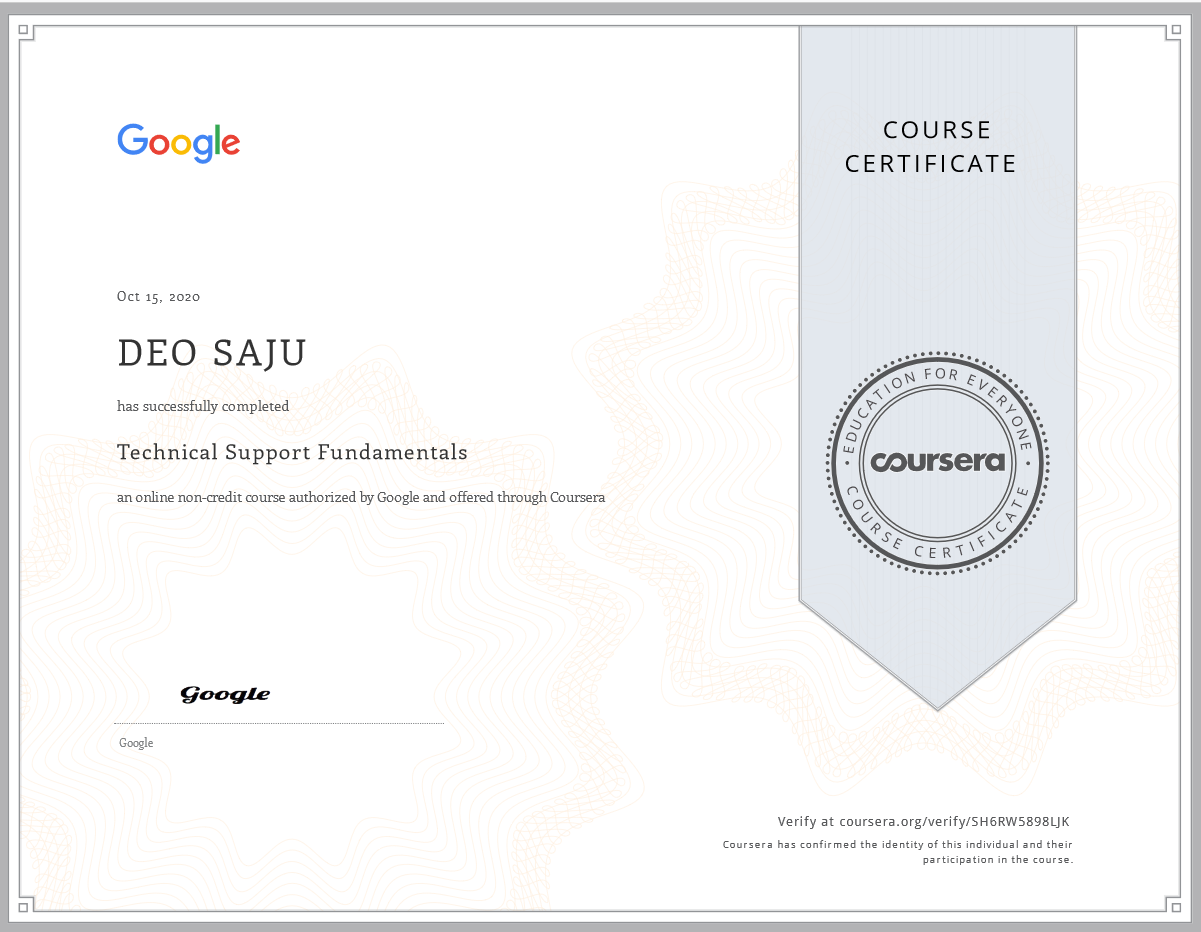 Google
COURSE
CERTIFICATE
Oct 15, 2020
DEO SAJU
has successfully completed
Technical Support Fundamentals
an online non-credit course authorized by Google and offered through Coursera
EDUCATION FOR EVERYONE
coursera
COURSE CERTIFICATE
Google
Google
Verify at coursera.org/verify/SH6RW5898LJK
Coursera has confirmed the identity of this individual and their
participation in the course.